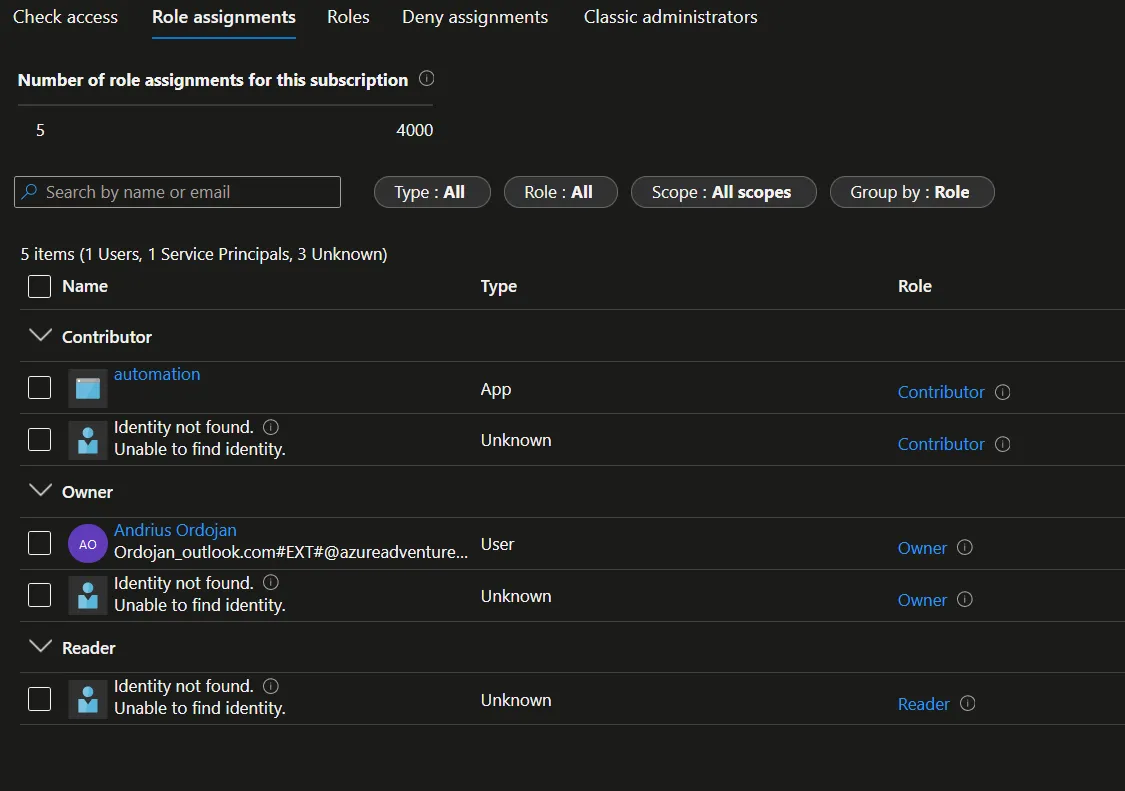 Check access Role assignments Roles Deny assignments Classic administrators
Number of role assignments for this subscription
5 4000
Search by name or email Type : All Role : All Scope : All scopes Group by : Role
5 items (1 Users, 1 Service Principals, 3 Unknown)
Name Type Role
Contributor
automation
App Contributor
Identity not found.
Unable to find identity.
Unknown Contributor
Owner
AO Andrius Ordojan
Ordojan_outlook.com#EXT#@azureadventure...
User Owner
Identity not found.
Unable to find identity.
Unknown Owner
Reader
Identity not found.
Unable to find identity.
Unknown Reader